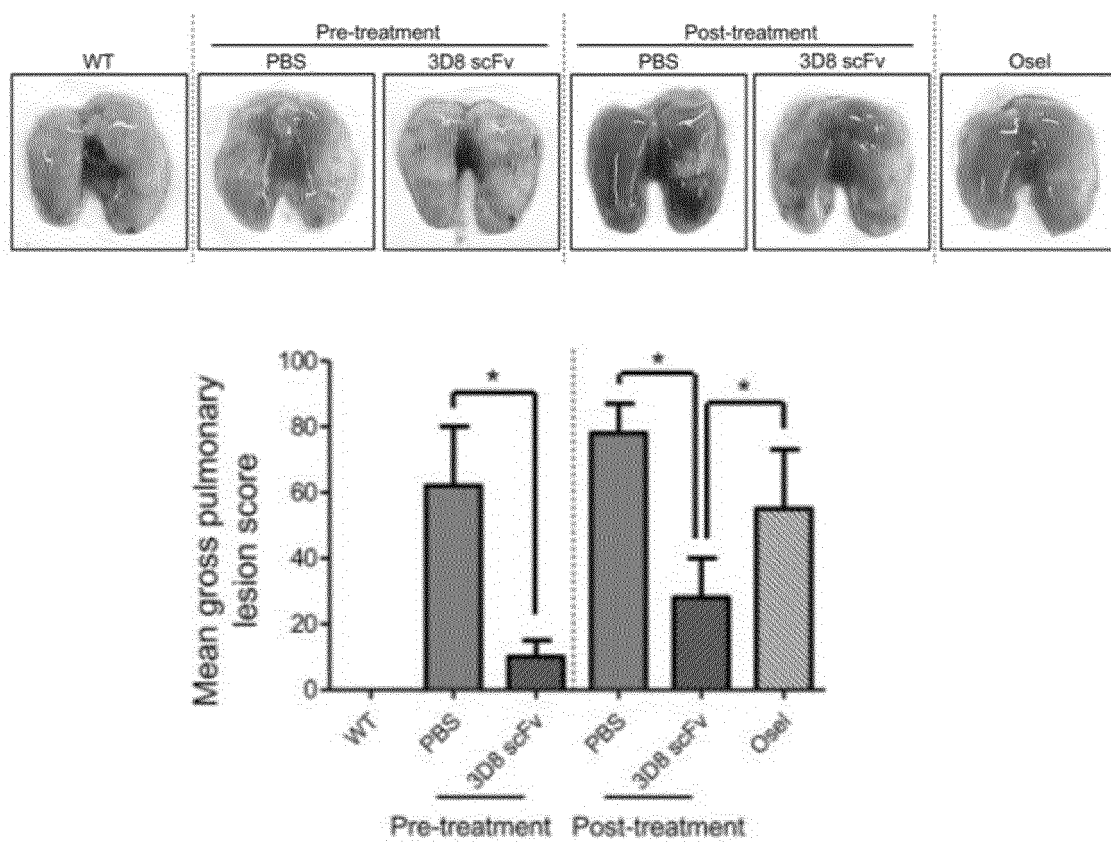 Pre-treatment Post-treatment
WT PBS 3D8 scFv PBS 3D8 scFv Osel
Mean gross pulmonary
lesion score
100
80
60
40
20
0
* * *
WT PBS 3D8 scFv PBS 3D8 scFv Osel
Pre-treatment Post-treatment